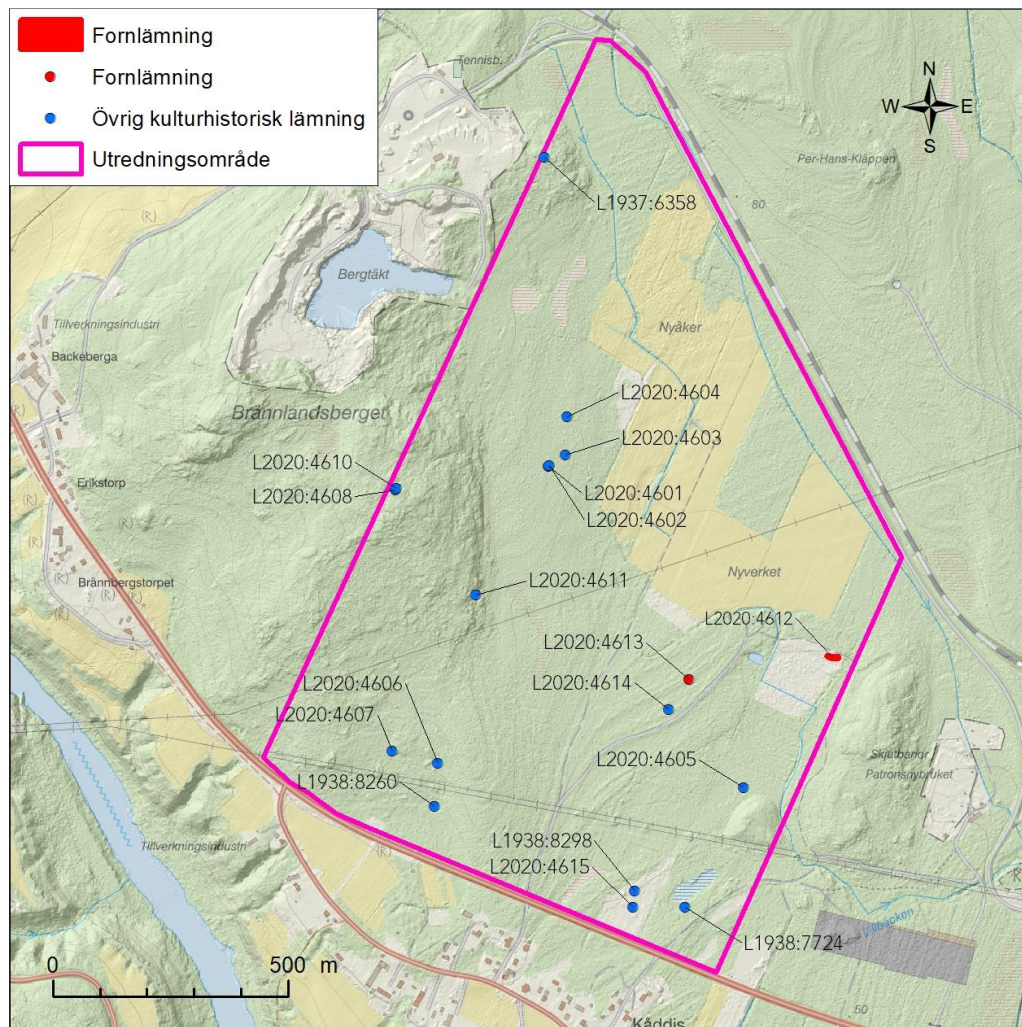 Fornlämning
Fornlämning
Övrig kulturhistorisk lämning
Utredningsområde
Tennisb.
N
W E
S
Per-Hans-Kläppen
L1937:6358
80
(R)
Bergtäkt
Tillverkningsindustri
Nyåker
Backeberga
Brännlandsberget
L2020:4604
L2020:4603
L2020:4610
L2020:4601
L2020:4608
Erikstorp
L2020:4602
(R)
(R)
Brännbergstorpet
L2020:4611
Nyverket
(R)
(R)
L2020:4612
L2020:4613
L2020:4606
L2020:4614
L2020:4607
Skjutbanor
L2020:4605
Patronsnybruket
L1938:8260
(R)
L1938:8298
Tillverkningsindustri
L2020:4615
L1938:7724
0 500 m
50
Kåddis